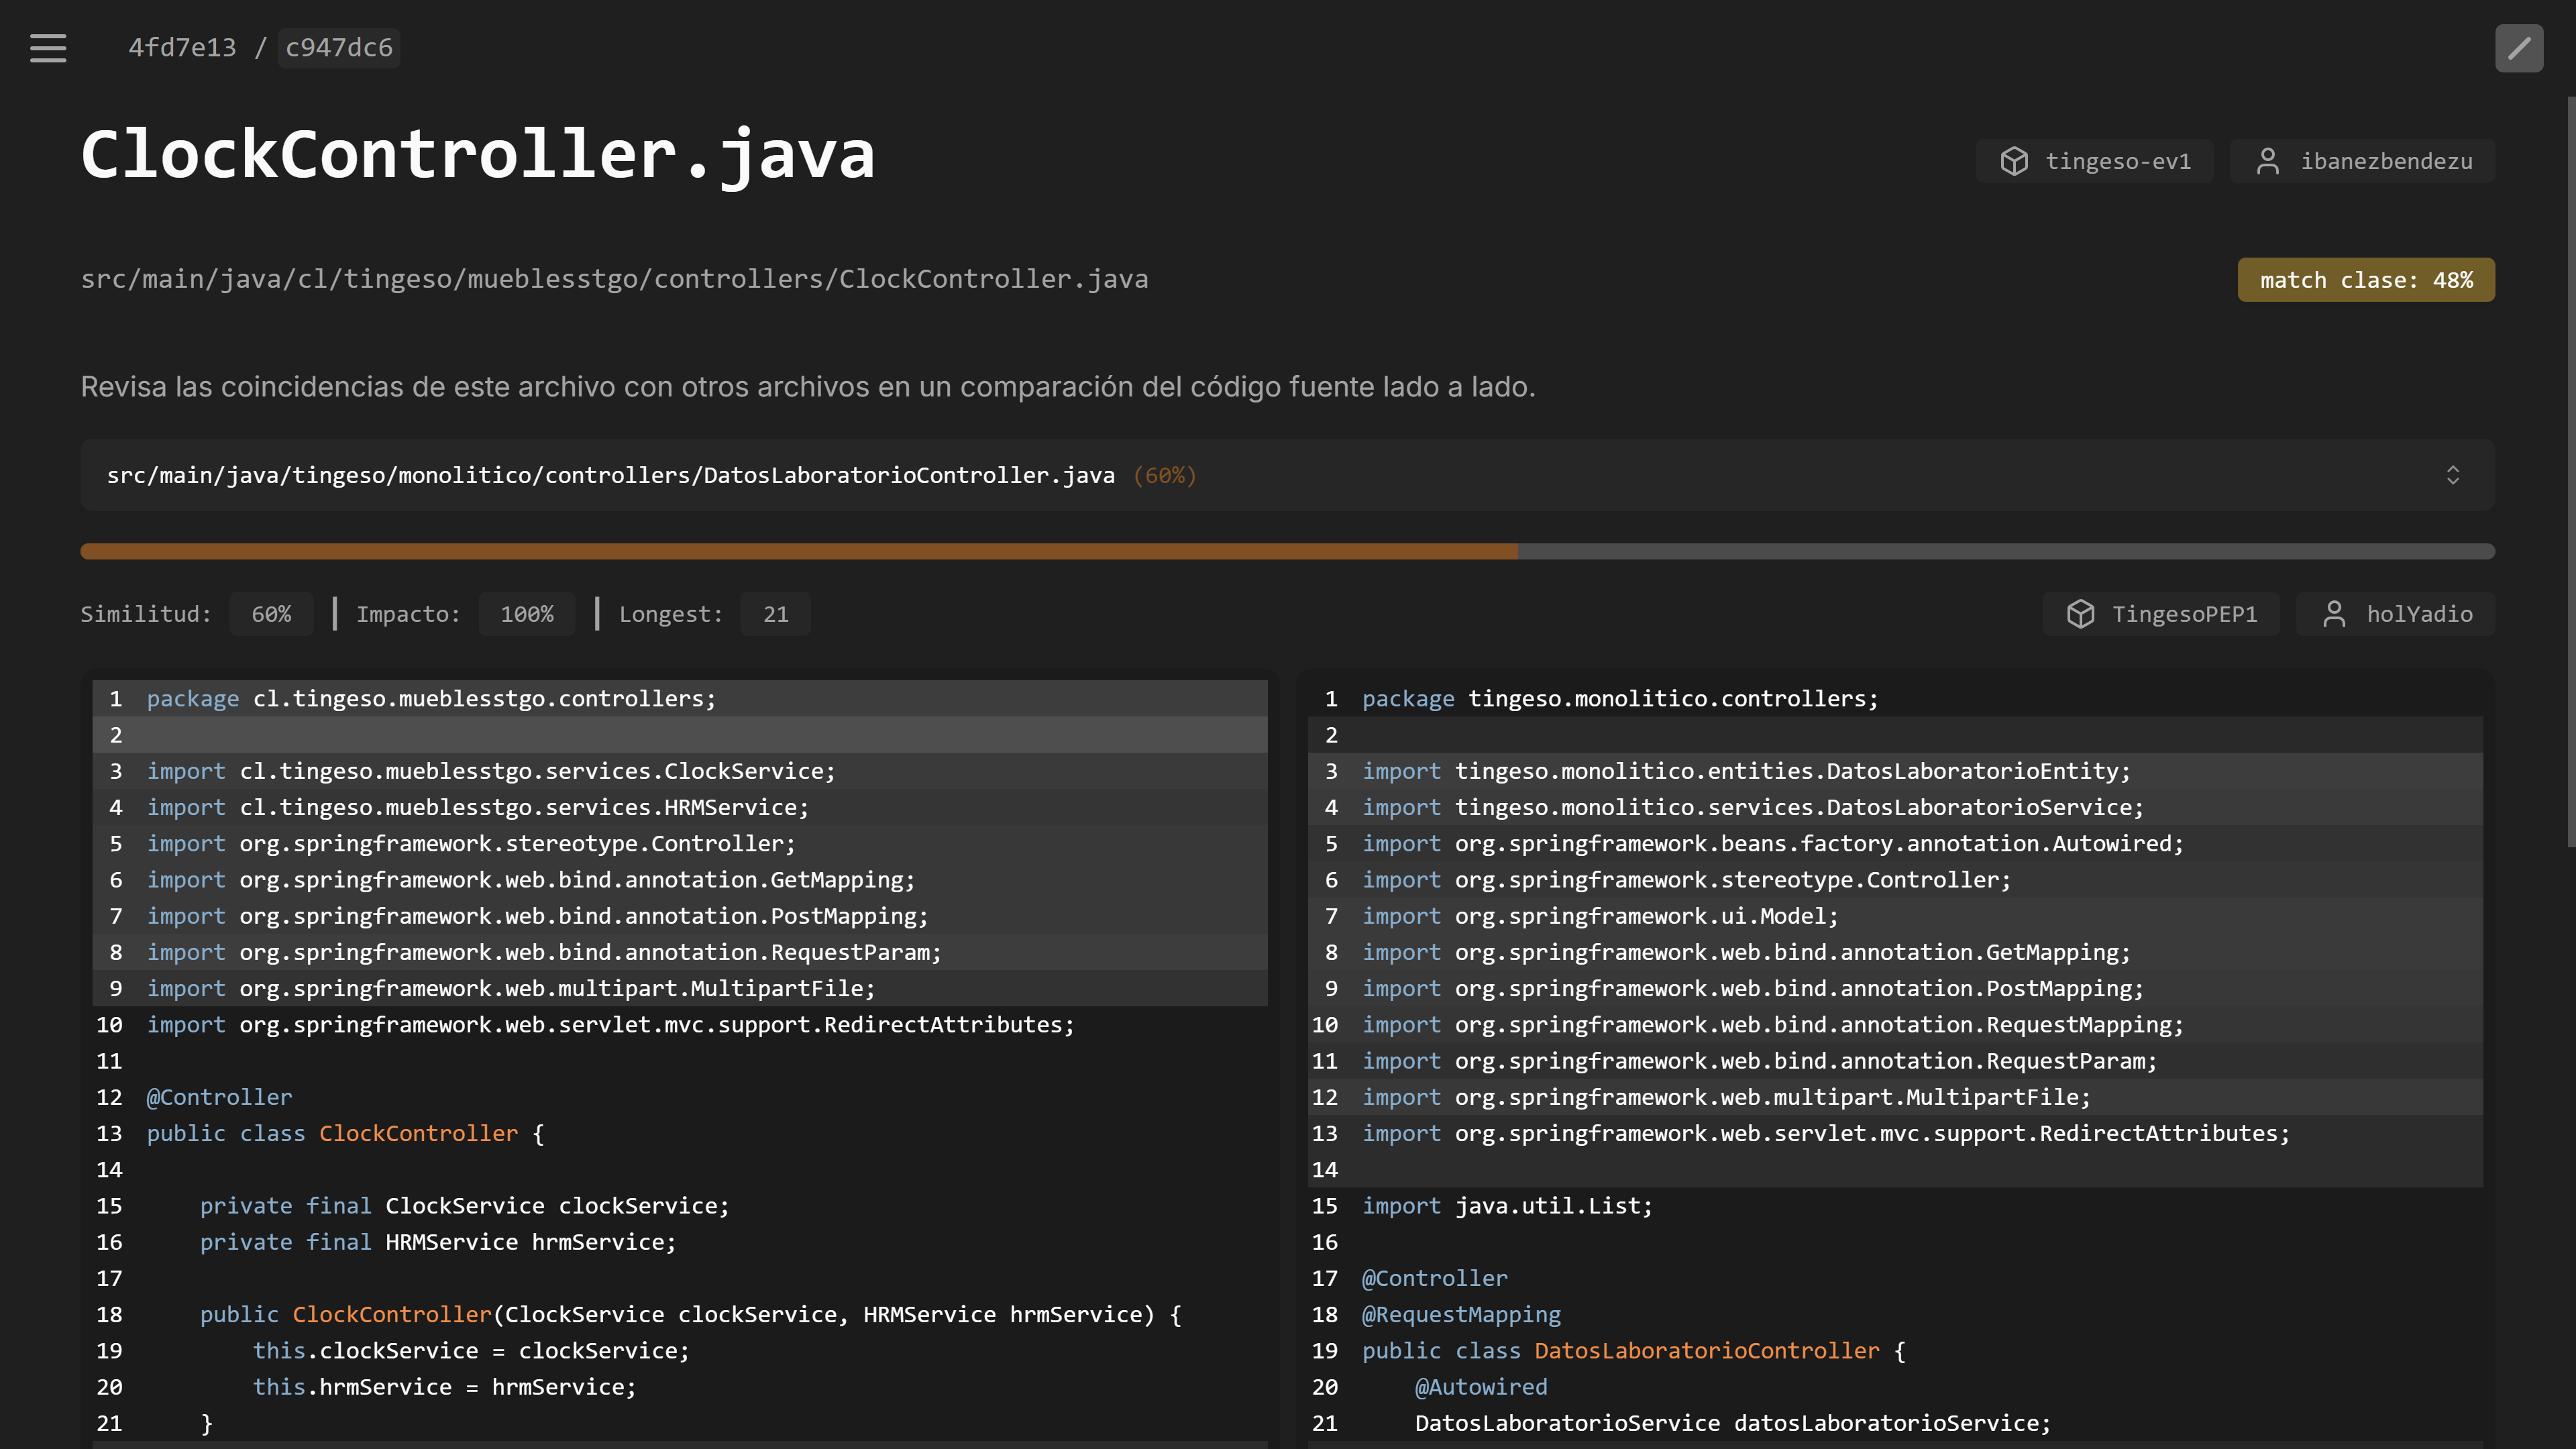 4fd7e13 / c947dc6
ClockController.java
tingeso-ev1
ibanezbendezu
src/main/java/cl/tingeso/mueblesstgo/controllers/ClockController.java
match clase: 48%
Revisa las coincidencias de este archivo con otros archivos en un comparación del código fuente lado a lado.
src/main/java/tingeso/monolitico/controllers/DatosLaboratorioController.java (60%)
Similitud: 60% | Impacto: 100% | Longest: 21
TingesoPEP1
holYadio
1 package cl.tingeso.mueblesstgo.controllers;
2
3 import cl.tingeso.mueblesstgo.services.ClockService;
4 import cl.tingeso.mueblesstgo.services.HRMService;
5 import org.springframework.stereotype.Controller;
6 import org.springframework.web.bind.annotation.GetMapping;
7 import org.springframework.web.bind.annotation.PostMapping;
8 import org.springframework.web.bind.annotation.RequestParam;
9 import org.springframework.web.multipart.MultipartFile;
10 import org.springframework.web.servlet.mvc.support.RedirectAttributes;
11
12 @Controller
13 public class ClockController {
14
15     private final ClockService clockService;
16     private final HRMService hrmService;
17
18     public ClockController(ClockService clockService, HRMService hrmService) {
19         this.clockService = clockService;
20         this.hrmService = hrmService;
21     }
1 package tingeso.monolitico.controllers;
2
3 import tingeso.monolitico.entities.DatosLaboratorioEntity;
4 import tingeso.monolitico.services.DatosLaboratorioService;
5 import org.springframework.beans.factory.annotation.Autowired;
6 import org.springframework.stereotype.Controller;
7 import org.springframework.ui.Model;
8 import org.springframework.web.bind.annotation.GetMapping;
9 import org.springframework.web.bind.annotation.PostMapping;
10 import org.springframework.web.bind.annotation.RequestMapping;
11 import org.springframework.web.bind.annotation.RequestParam;
12 import org.springframework.web.multipart.MultipartFile;
13 import org.springframework.web.servlet.mvc.support.RedirectAttributes;
14
15 import java.util.List;
16
17 @Controller
18 @RequestMapping
19 public class DatosLaboratorioController {
20     @Autowired
21     DatosLaboratorioService datosLaboratorioService;